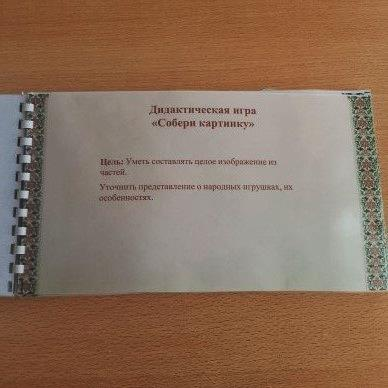 Дидактическая игра
«Собери картинку»
Цель: Уметь составлять целое изображение из
частей.
Уточнить представление о народных игрушках, их
особенностях.